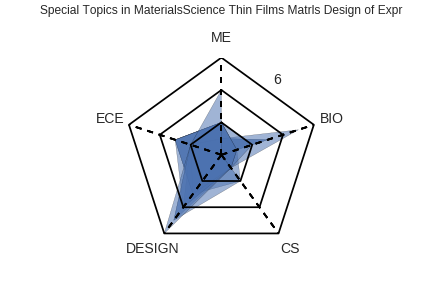 Special Topics in MaterialsScience Thin Films Matrls Design of Expr
ME
6
ECE
BIO
DESIGN
CS